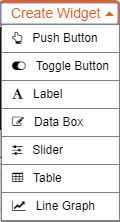 Create Widget
Push Button
Toggle Button
Label
Data Box
Slider
Table
Line Graph